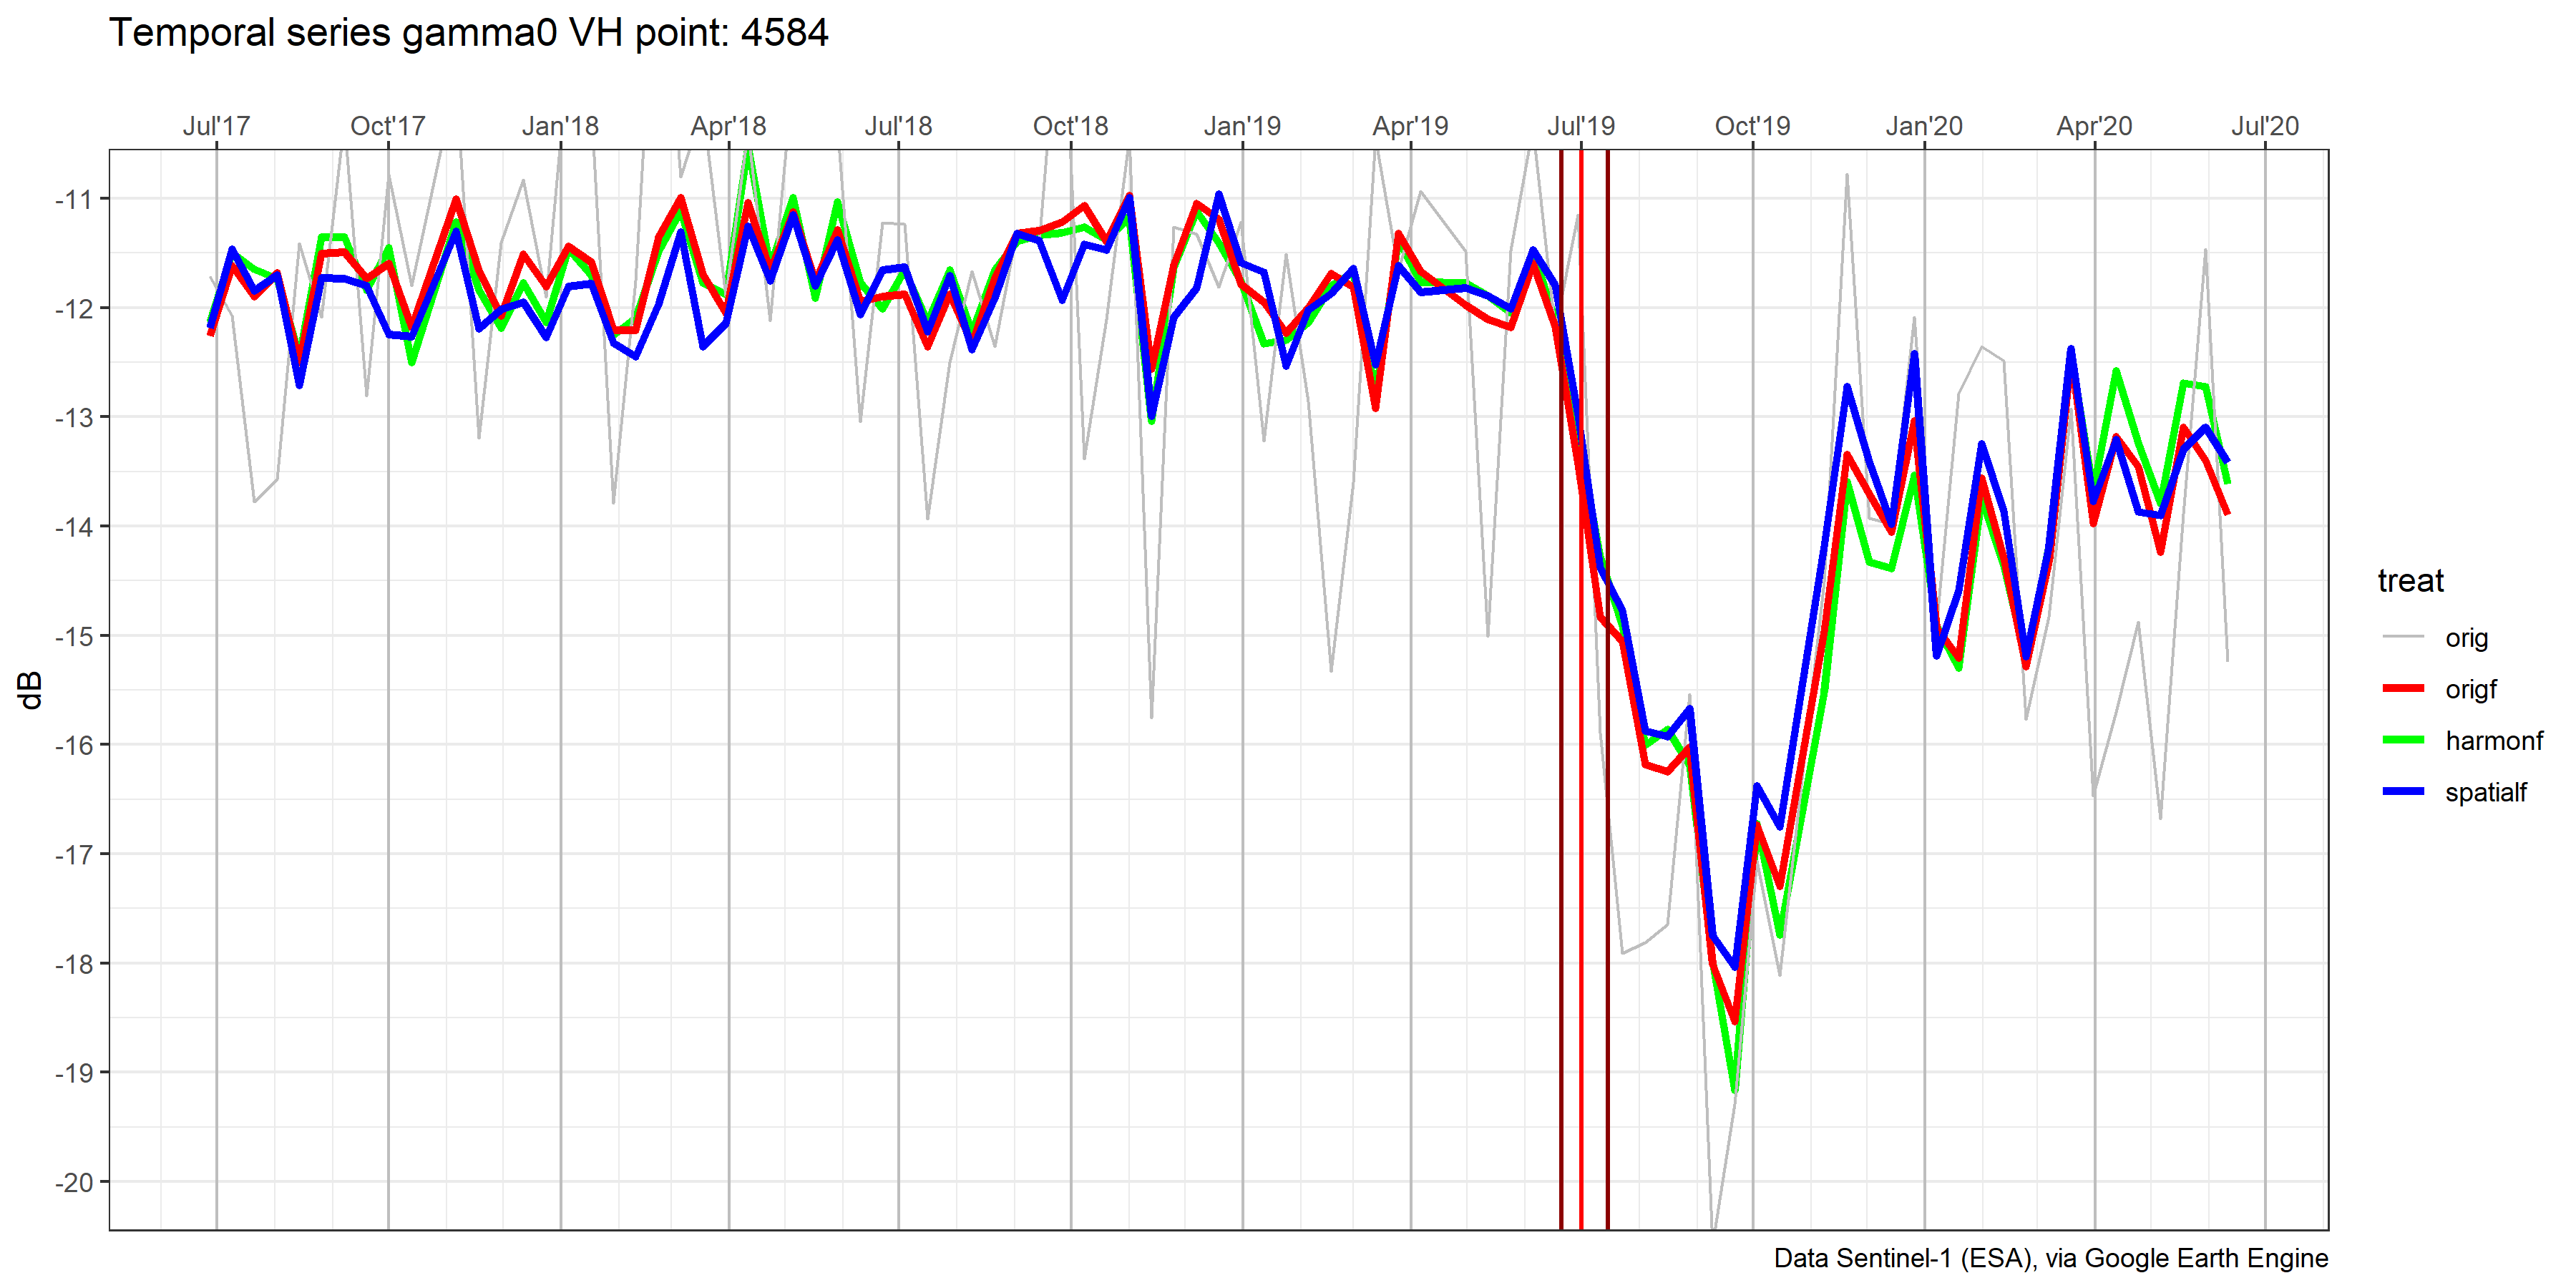 Temporal series gamma0 VH point: 4584
Jul'17 Oct'17 Jan'18 Apr'18 Jul'18 Oct'18 Jan'19 Apr'19 Jul'19 Oct'19 Jan'20 Apr'20 Jul'20
-11
-12
-13
-14
-15
-16
-17
-18
-19
-20
dB
treat
orig
origf
harmonf
spatialf
Data Sentinel-1 (ESA), via Google Earth Engine